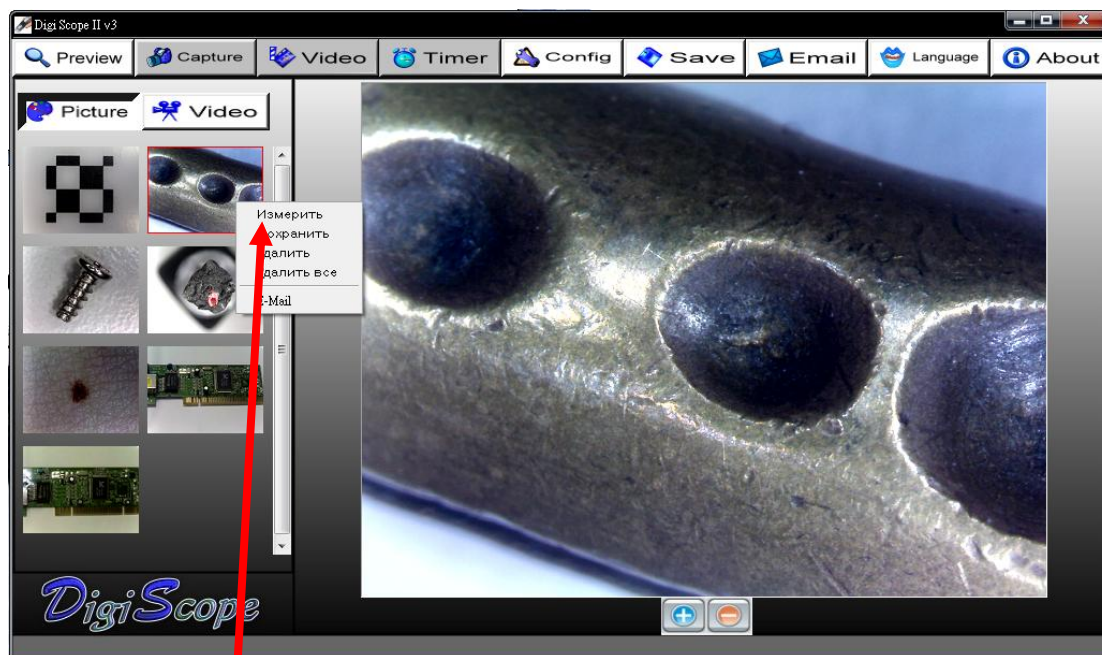 Digi Scope II v3
Preview Capture Video Timer Config Save Email Language About
Picture Video
Измерить
охранить
далить
далить все
-Mail
DigiScope